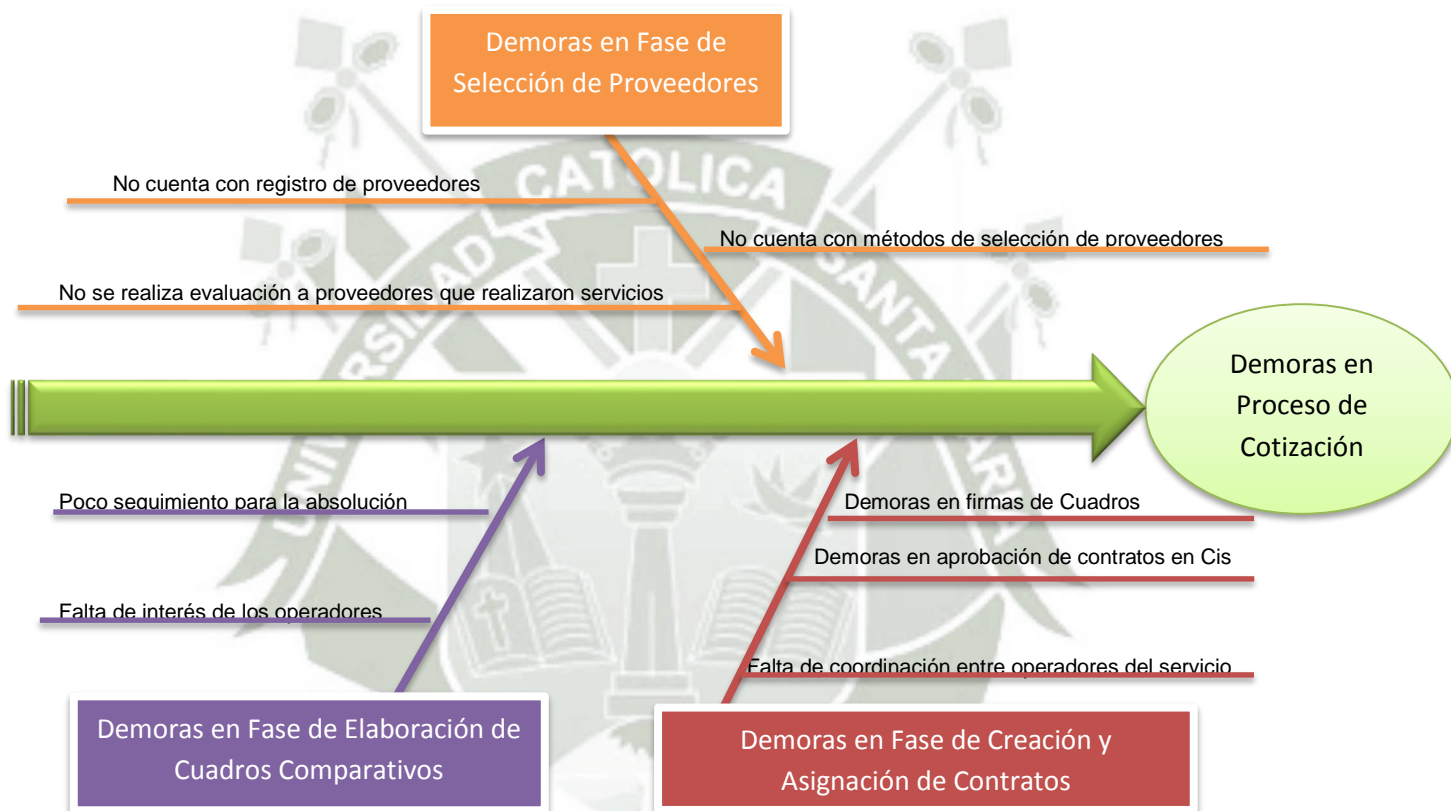 Demoras en Fase de
Selección de Proveedores
No cuenta con registro de proveedores
No cuenta con métodos de selección de proveedores
No se realiza evaluación a proveedores que realizaron servicios
Demoras en
Proceso de
Cotización
Poco seguimiento para la absolución
Demoras en firmas de Cuadros
Demoras en aprobación de contratos en Cis
Falta de interés de los operadores
Falta de coordinación entre operadores del servicio
Demoras en Fase de Elaboración de
Cuadros Comparativos
Demoras en Fase de Creación y
Asignación de Contratos
UNIVERSIDAD CATOLICA SANTA MARIA